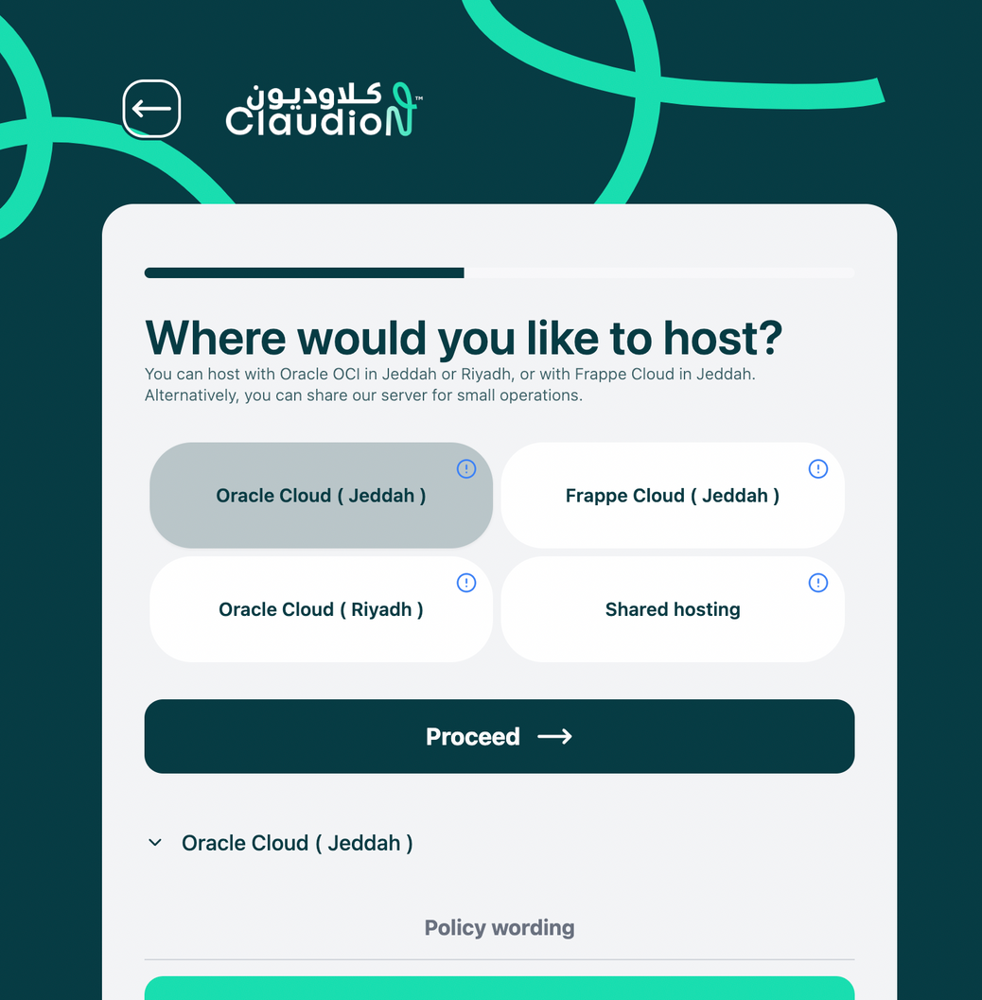 كلاوديون
ClaudioN™
Where would you like to host?
You can host with Oracle OCI in Jeddah or Riyadh, or with Frappe Cloud in Jeddah.
Alternatively, you can share our server for small operations.
Oracle Cloud ( Jeddah )
Frappe Cloud ( Jeddah )
Oracle Cloud ( Riyadh )
Shared hosting
Proceed
Oracle Cloud ( Jeddah )
Policy wording